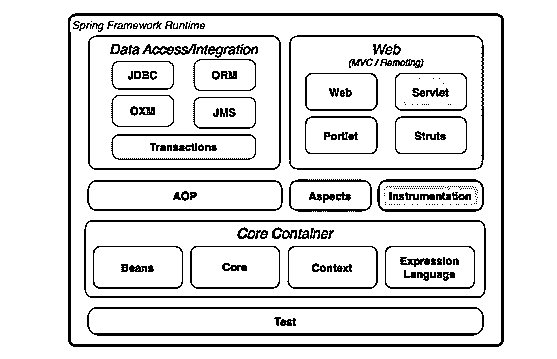 Spring Framework Runtime
Data Access/Integration
JDBC
ORM
OXM
JMS
Transactions
Web
(MVC / Remoting)
Web
Servlet
Portlet
Struts
AOP
Aspects
Instrumentation
Core Container
Beans
Core
Context
Expression
Language
Test